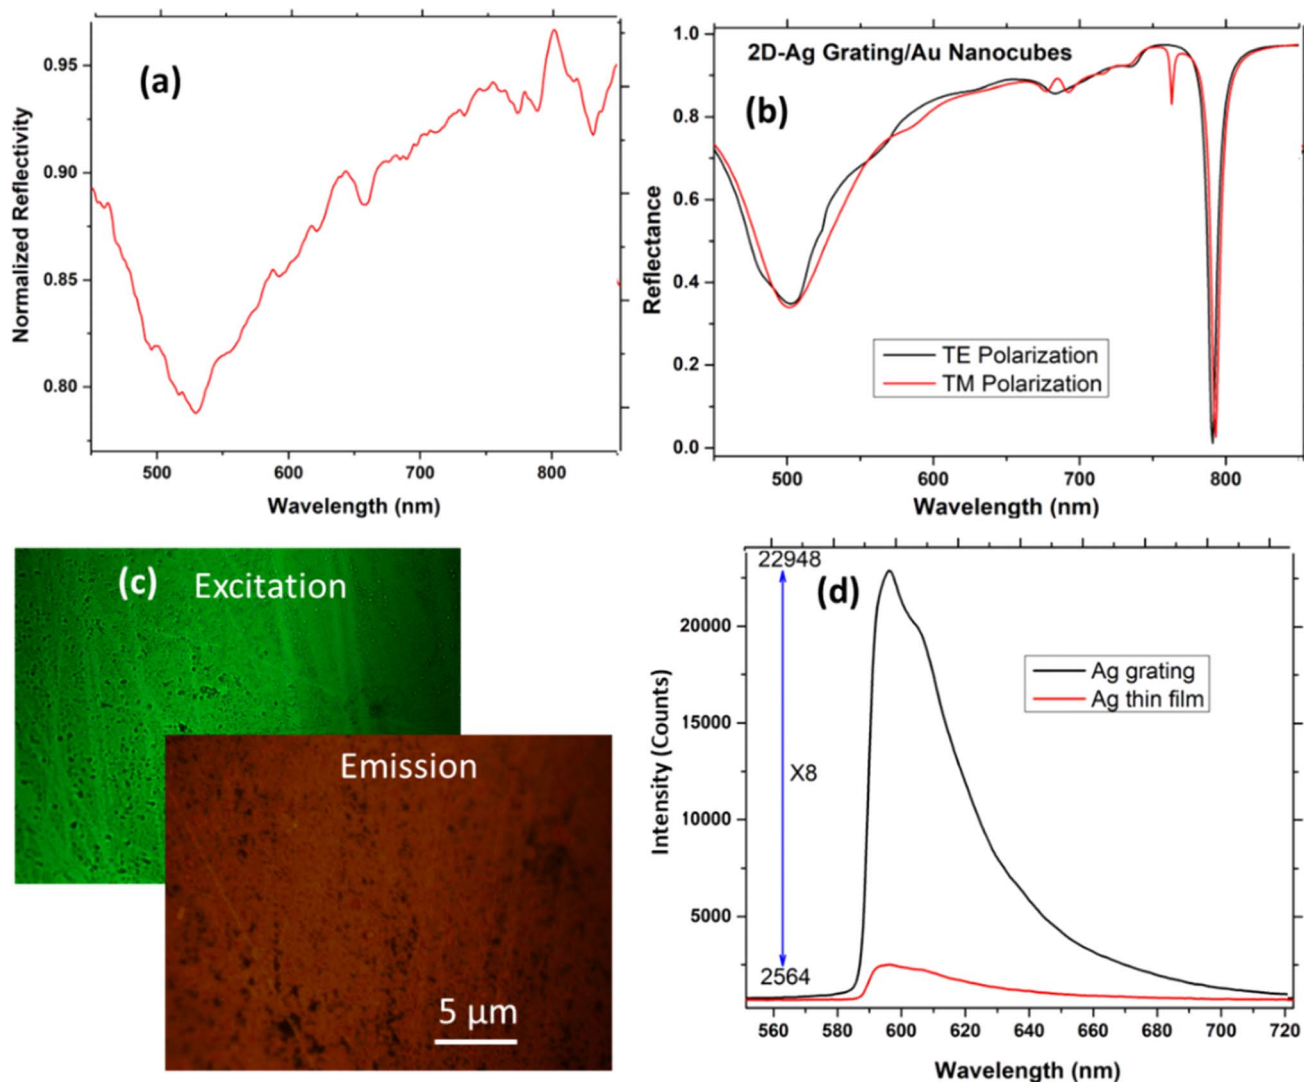 (a)
Normalized Reflectivity
0.95
0.90
0.85
0.80
500 600 700 800
Wavelength (nm)
2D-Ag Grating/Au Nanocubes
(b)
Reflectance
1.0
0.8
0.6
0.4
0.2
0.0
TE Polarization
TM Polarization
500 600 700 800
Wavelength (nm)
(c) Excitation
Emission
5 μm
22948
(d)
Intensity (Counts)
20000
15000
10000
5000
Ag grating
Ag thin film
X8
2564
560 580 600 620 640 660 680 700 720
Wavelength (nm)